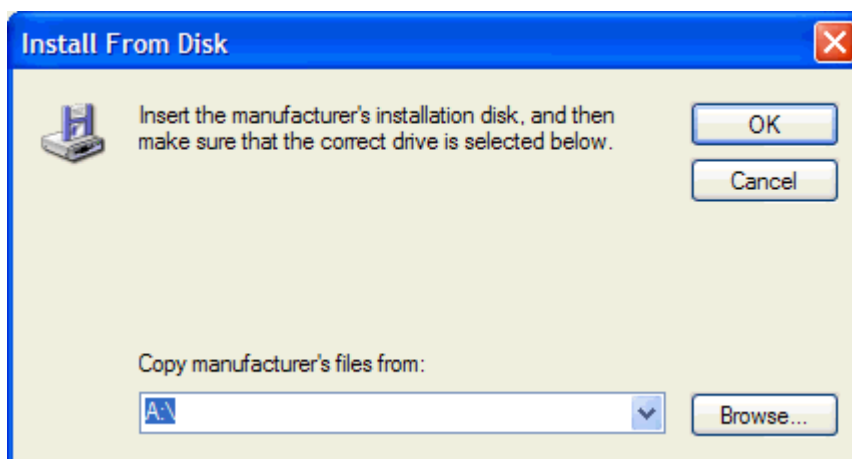 Install From Disk
Insert the manufacturer's installation disk, and then
make sure that the correct drive is selected below.
OK
Cancel
Copy manufacturer's files from:
A:\
Browse...